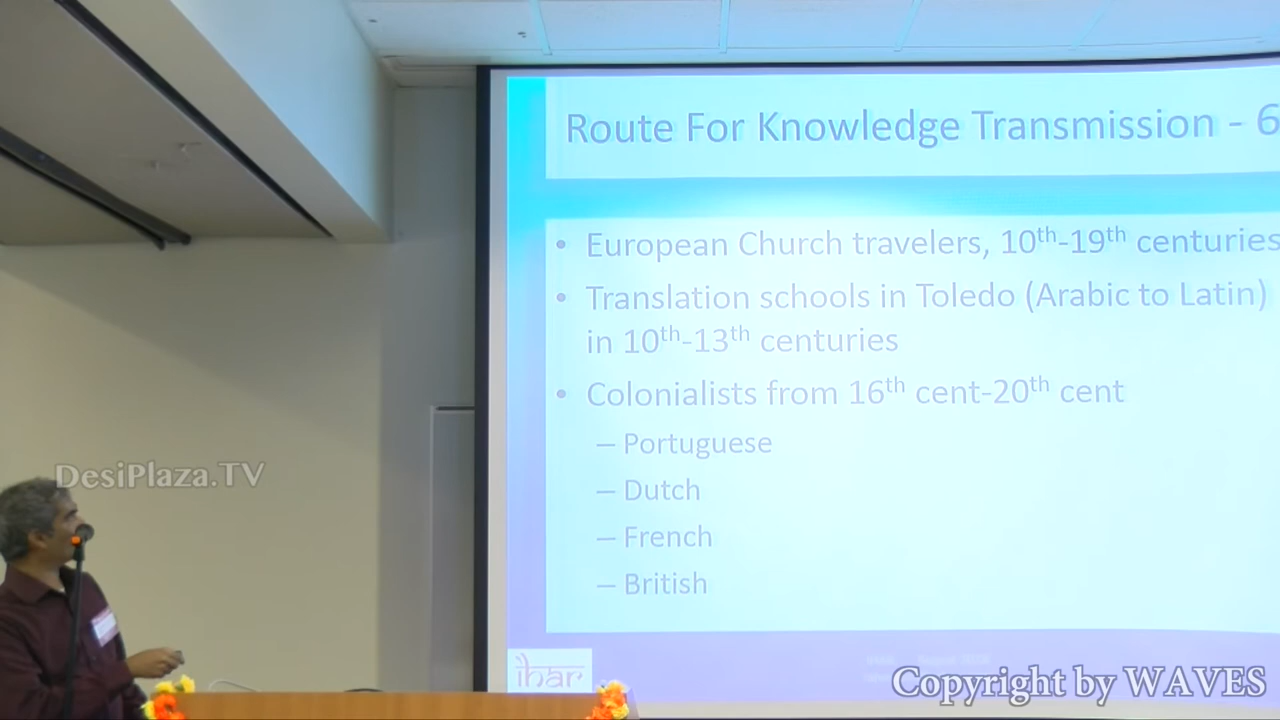 Route For Knowledge Transmission - 6
• European Church travelers, 10th-19th centuries
• Translation schools in Toledo (Arabic to Latin)
in 10th-13th centuries
• Colonialists from 16th cent-20th cent
– Portuguese
– Dutch
– French
– British
DesiPlaza.TV
ihar
Copyright by WAVES